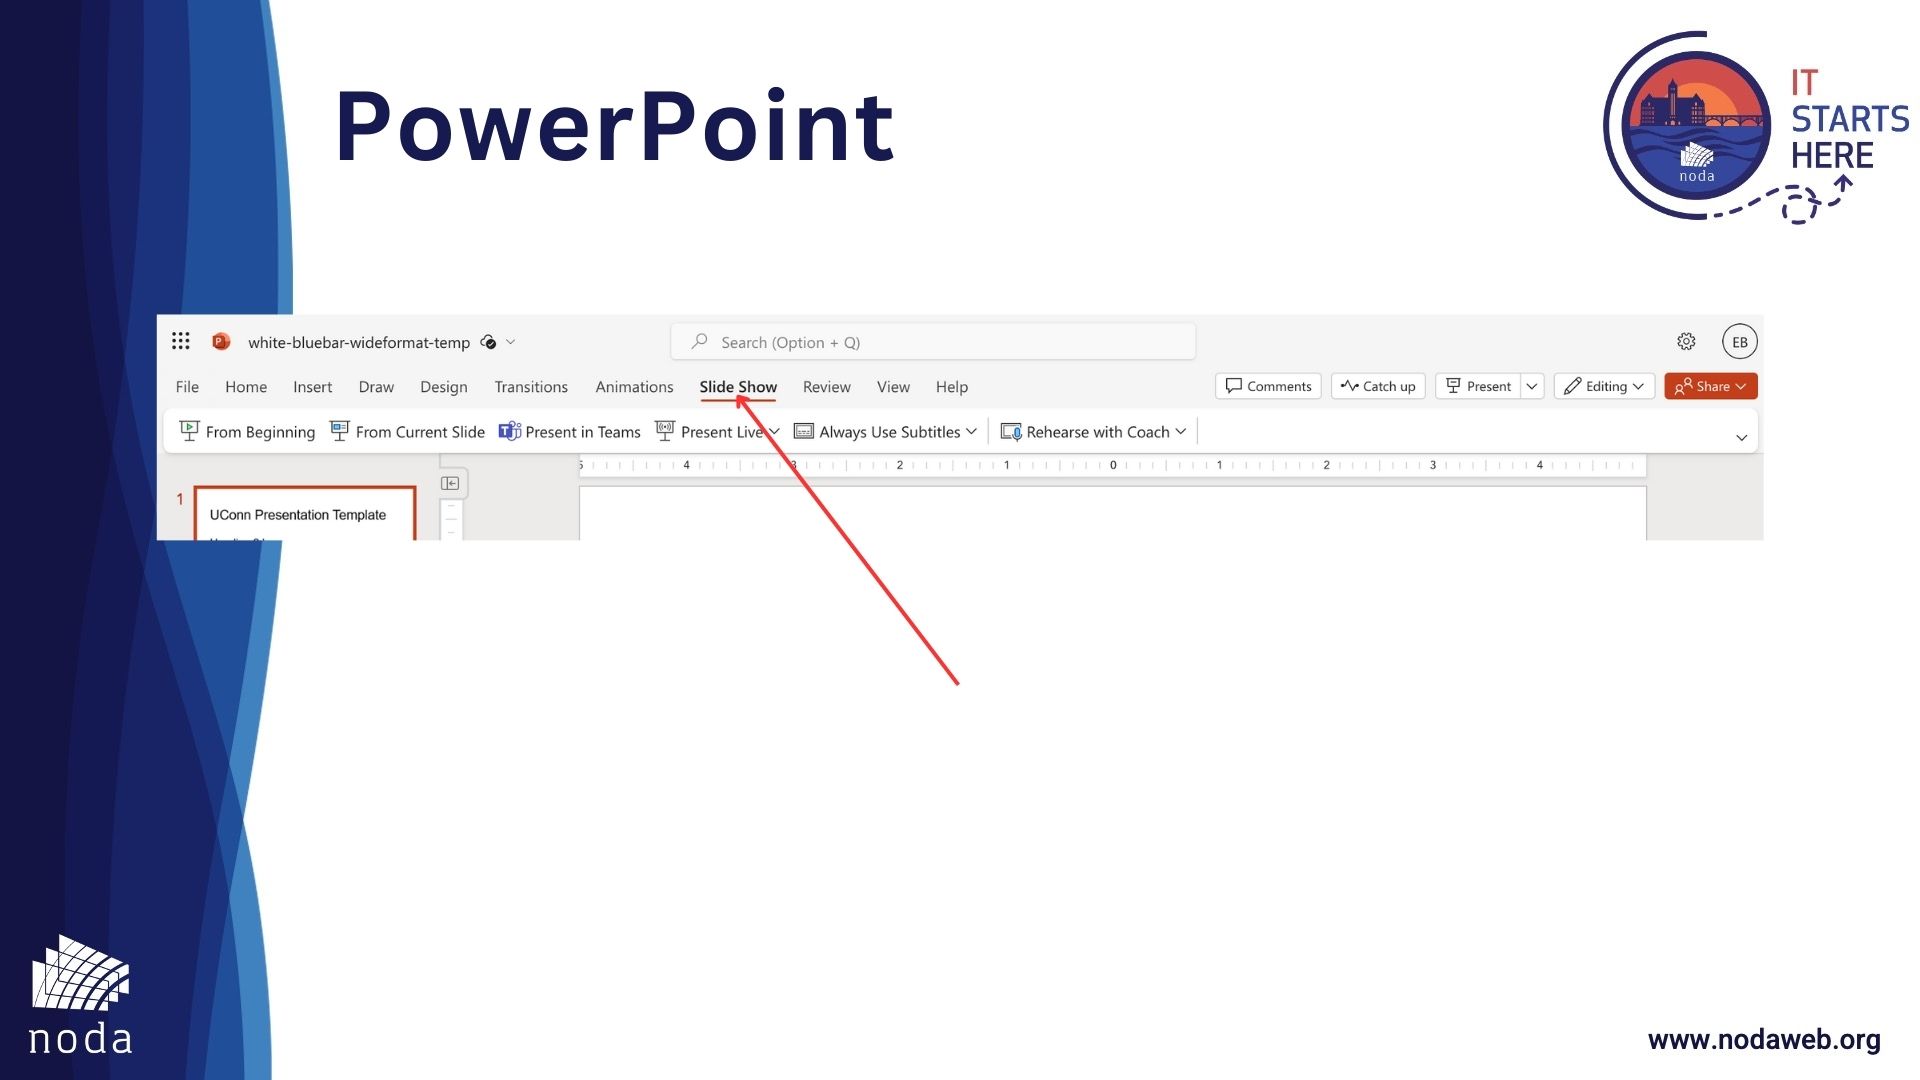 PowerPoint
IT
STARTS
HERE
noda
white-bluebar-wideformat-temp
Search (Option + Q)
EB
File Home Insert Draw Design Transitions Animations Slide Show Review View Help
Comments Catch up Present Editing Share
From Beginning From Current Slide Present in Teams Present Live Always Use Subtitles Rehearse with Coach
5 4 3 2 1 0 1 2 3 4
1
UConn Presentation Template
noda
www.nodaweb.org